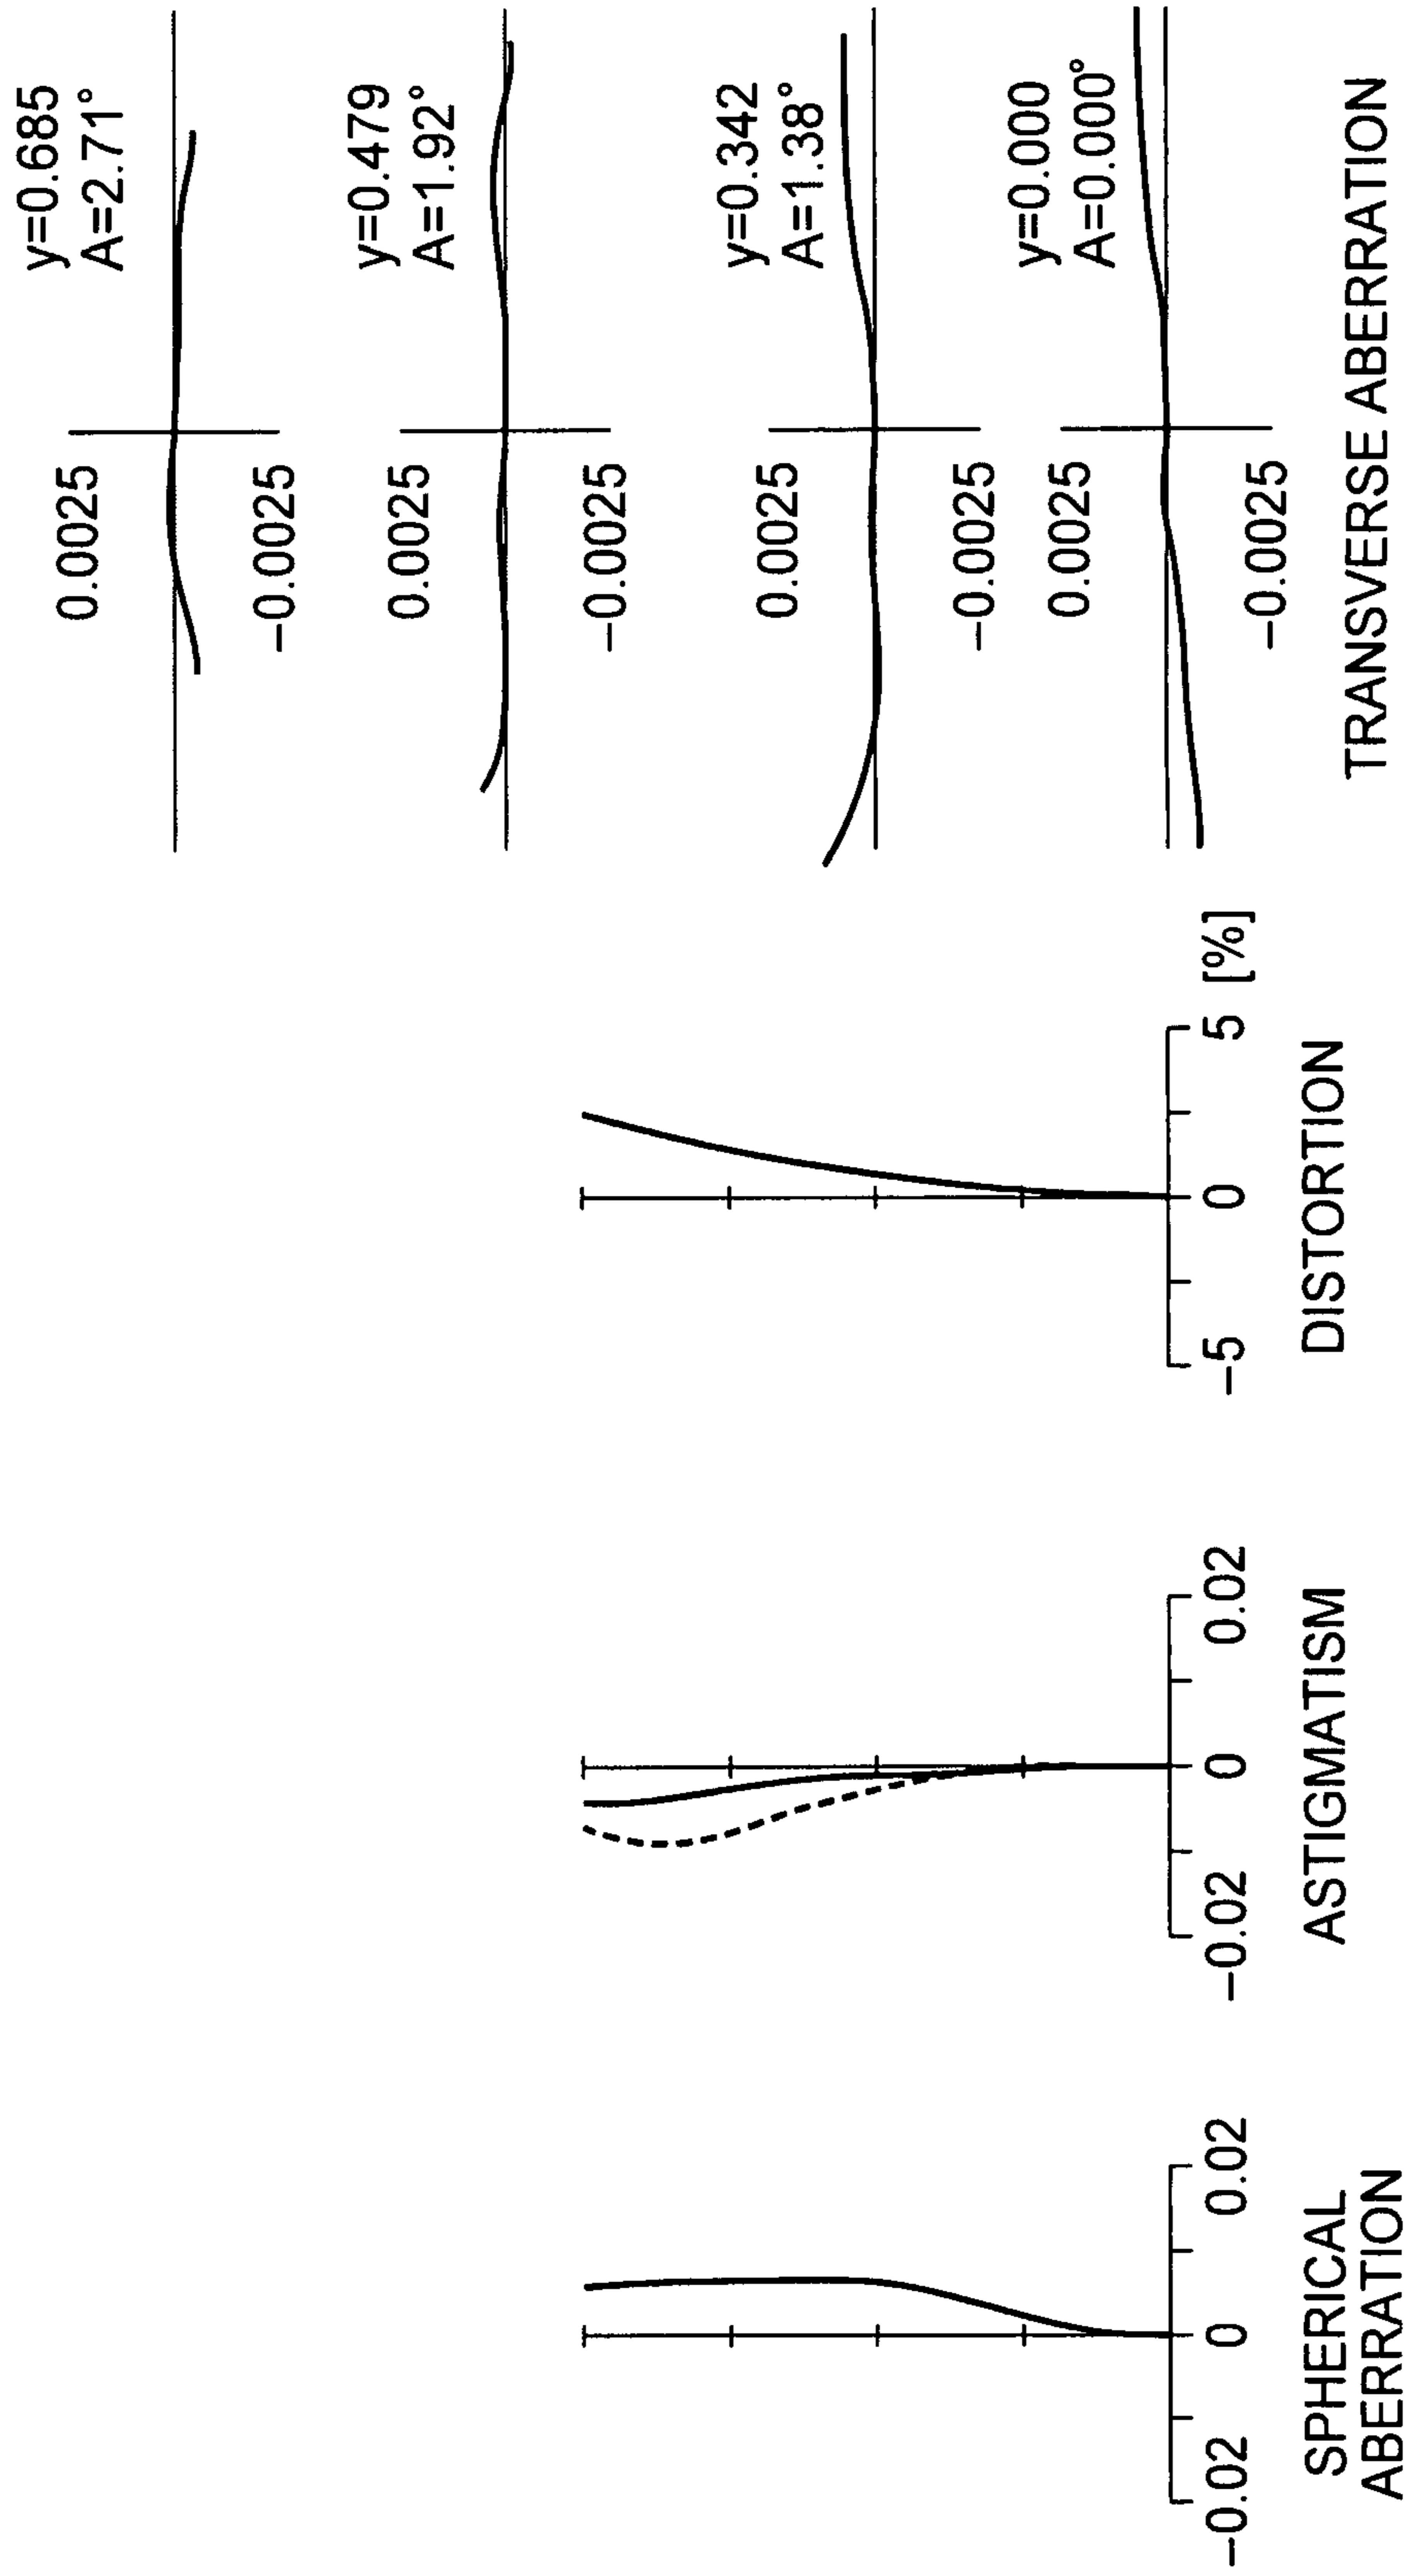 SPHERICAL
ABERRATION
-0.02 0 0.02
ASTIGMATISM
-0.02 0 0.02
DISTORTION
-5 0 5 [%]
TRANSVERSE ABERRATION
y=0.685
A=2.71°
0.0025
-0.0025
y=0.479
A=1.92°
0.0025
-0.0025
y=0.342
A=1.38°
0.0025
-0.0025
y=0.000
A=0.000°
0.0025
-0.0025